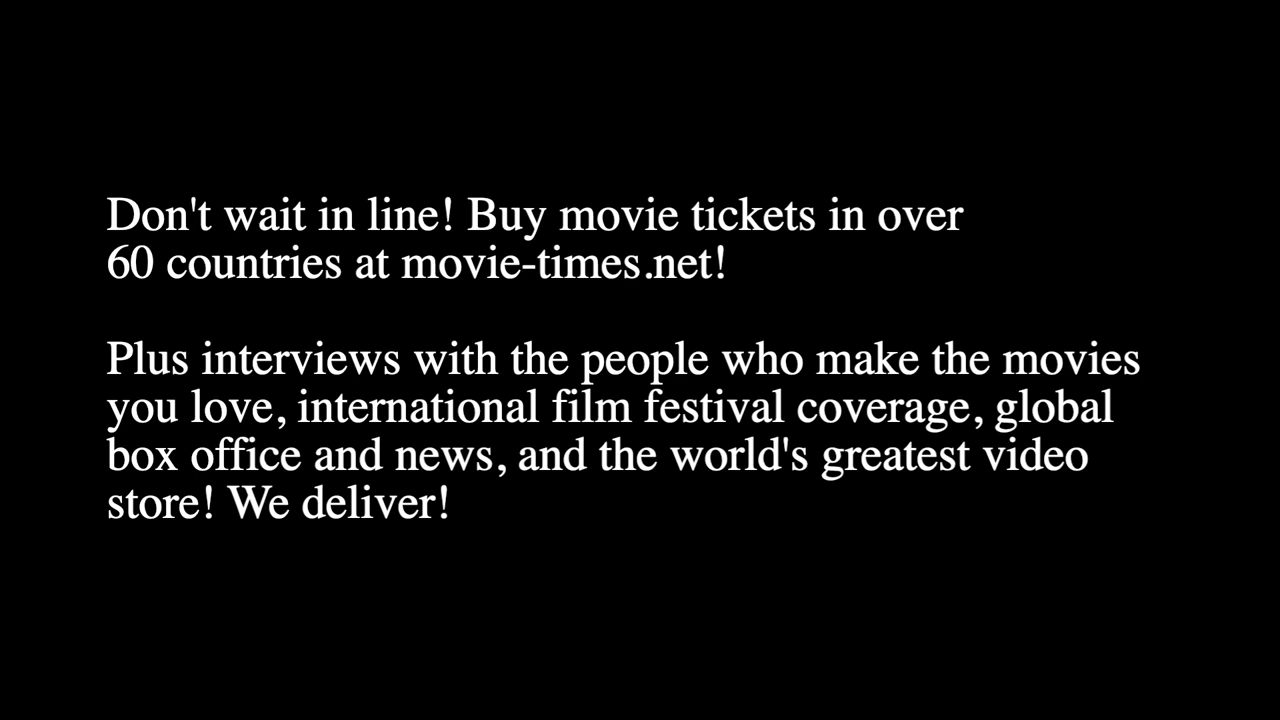 Don't wait in line! Buy movie tickets in over
60 countries at movie-times.net!
Plus interviews with the people who make the movies
you love, international film festival coverage, global
box office and news, and the world's greatest video
store! We deliver!